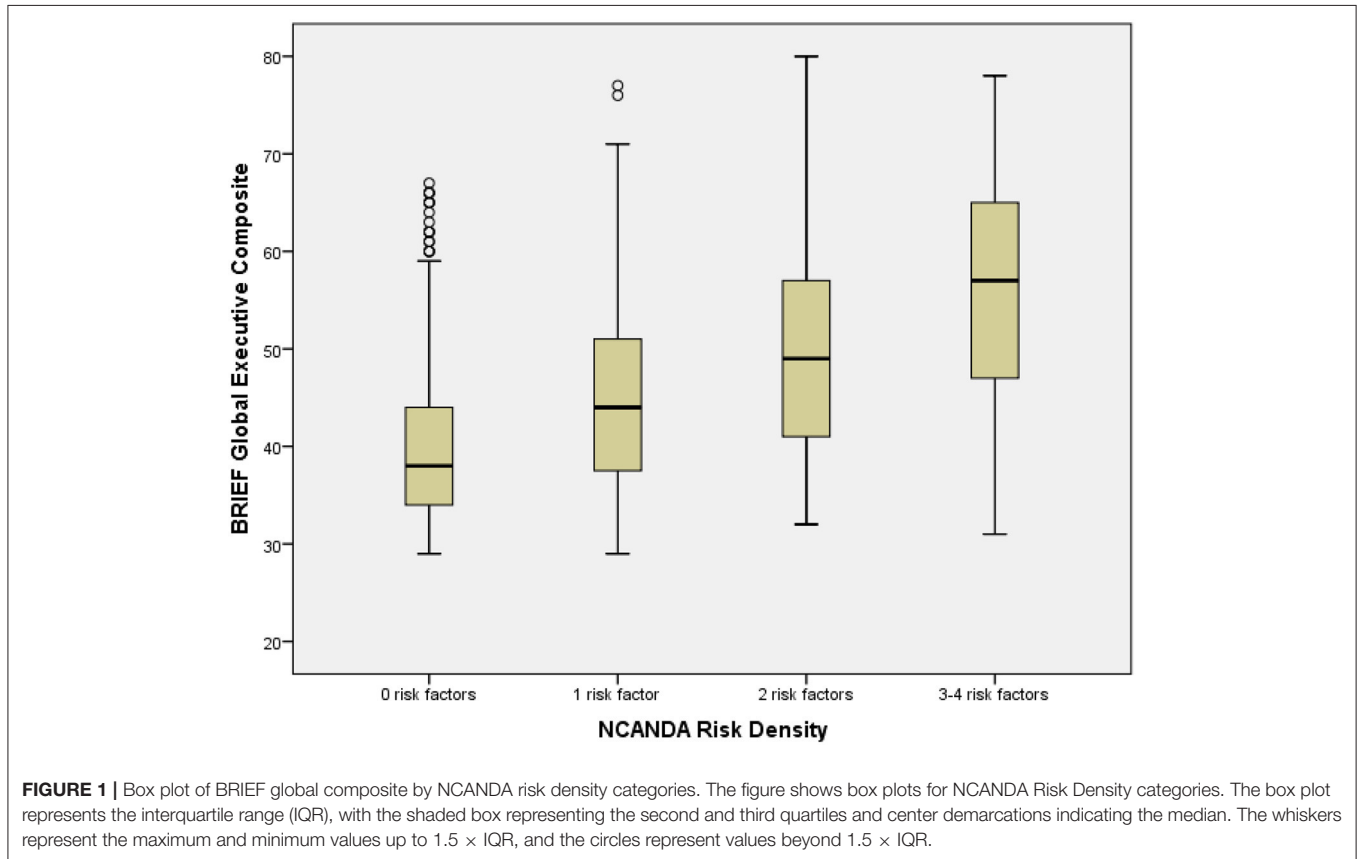 80
70
60
50
40
30
20
BRIEF Global Executive Composite
0 risk factors
1 risk factor
2 risk factors
3-4 risk factors
NCANDA Risk Density
FIGURE 1 | Box plot of BRIEF global composite by NCANDA risk density categories. The figure shows box plots for NCANDA Risk Density categories. The box plot
represents the interquartile range (IQR), with the shaded box representing the second and third quartiles and center demarcations indicating the median. The whiskers
represent the maximum and minimum values up to 1.5 × IQR, and the circles represent values beyond 1.5 × IQR.